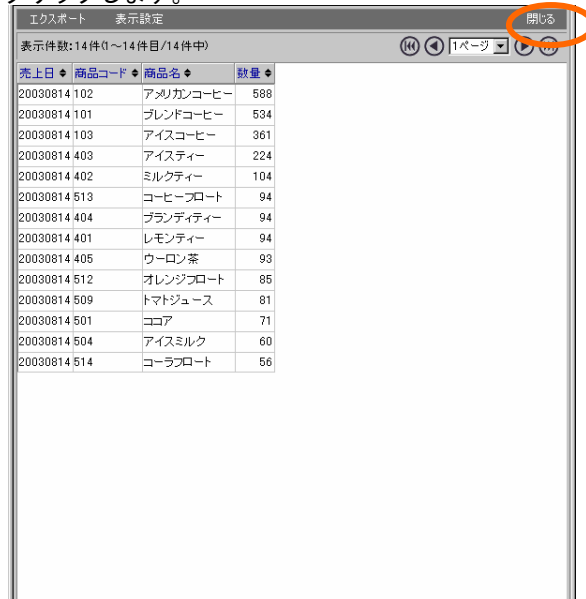 クリックします。
エクスポート 表示設定 閉じる
表示件数:14件(1～14件目/14件中) 1ページ
売上日 商品コード 商品名 数量
20030814 102 アメリカンコーヒー 588
20030814 101 ブレンドコーヒー 534
20030814 103 アイスコーヒー 361
20030814 403 アイスティー 224
20030814 402 ミルクティー 104
20030814 513 コーヒーフロート 94
20030814 404 ブランディティー 94
20030814 401 レモンティー 94
20030814 405 ウーロン茶 93
20030814 512 オレンジフロート 85
20030814 509 トマトジュース 81
20030814 501 ココア 71
20030814 504 アイスミルク 60
20030814 514 コーラフロート 56